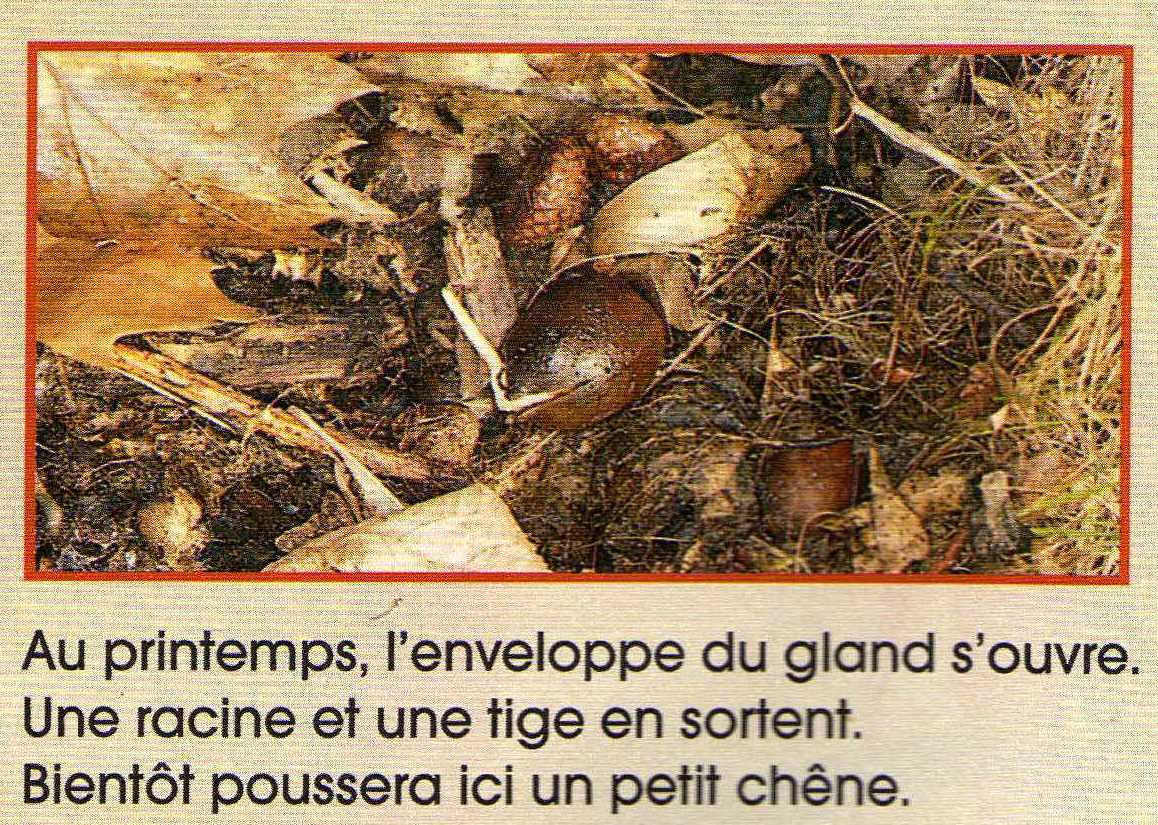 Au printemps, l'enveloppe du gland s'ouvre.
Une racine et une tige en sortent.
Bientôt poussera ici un petit chêne.